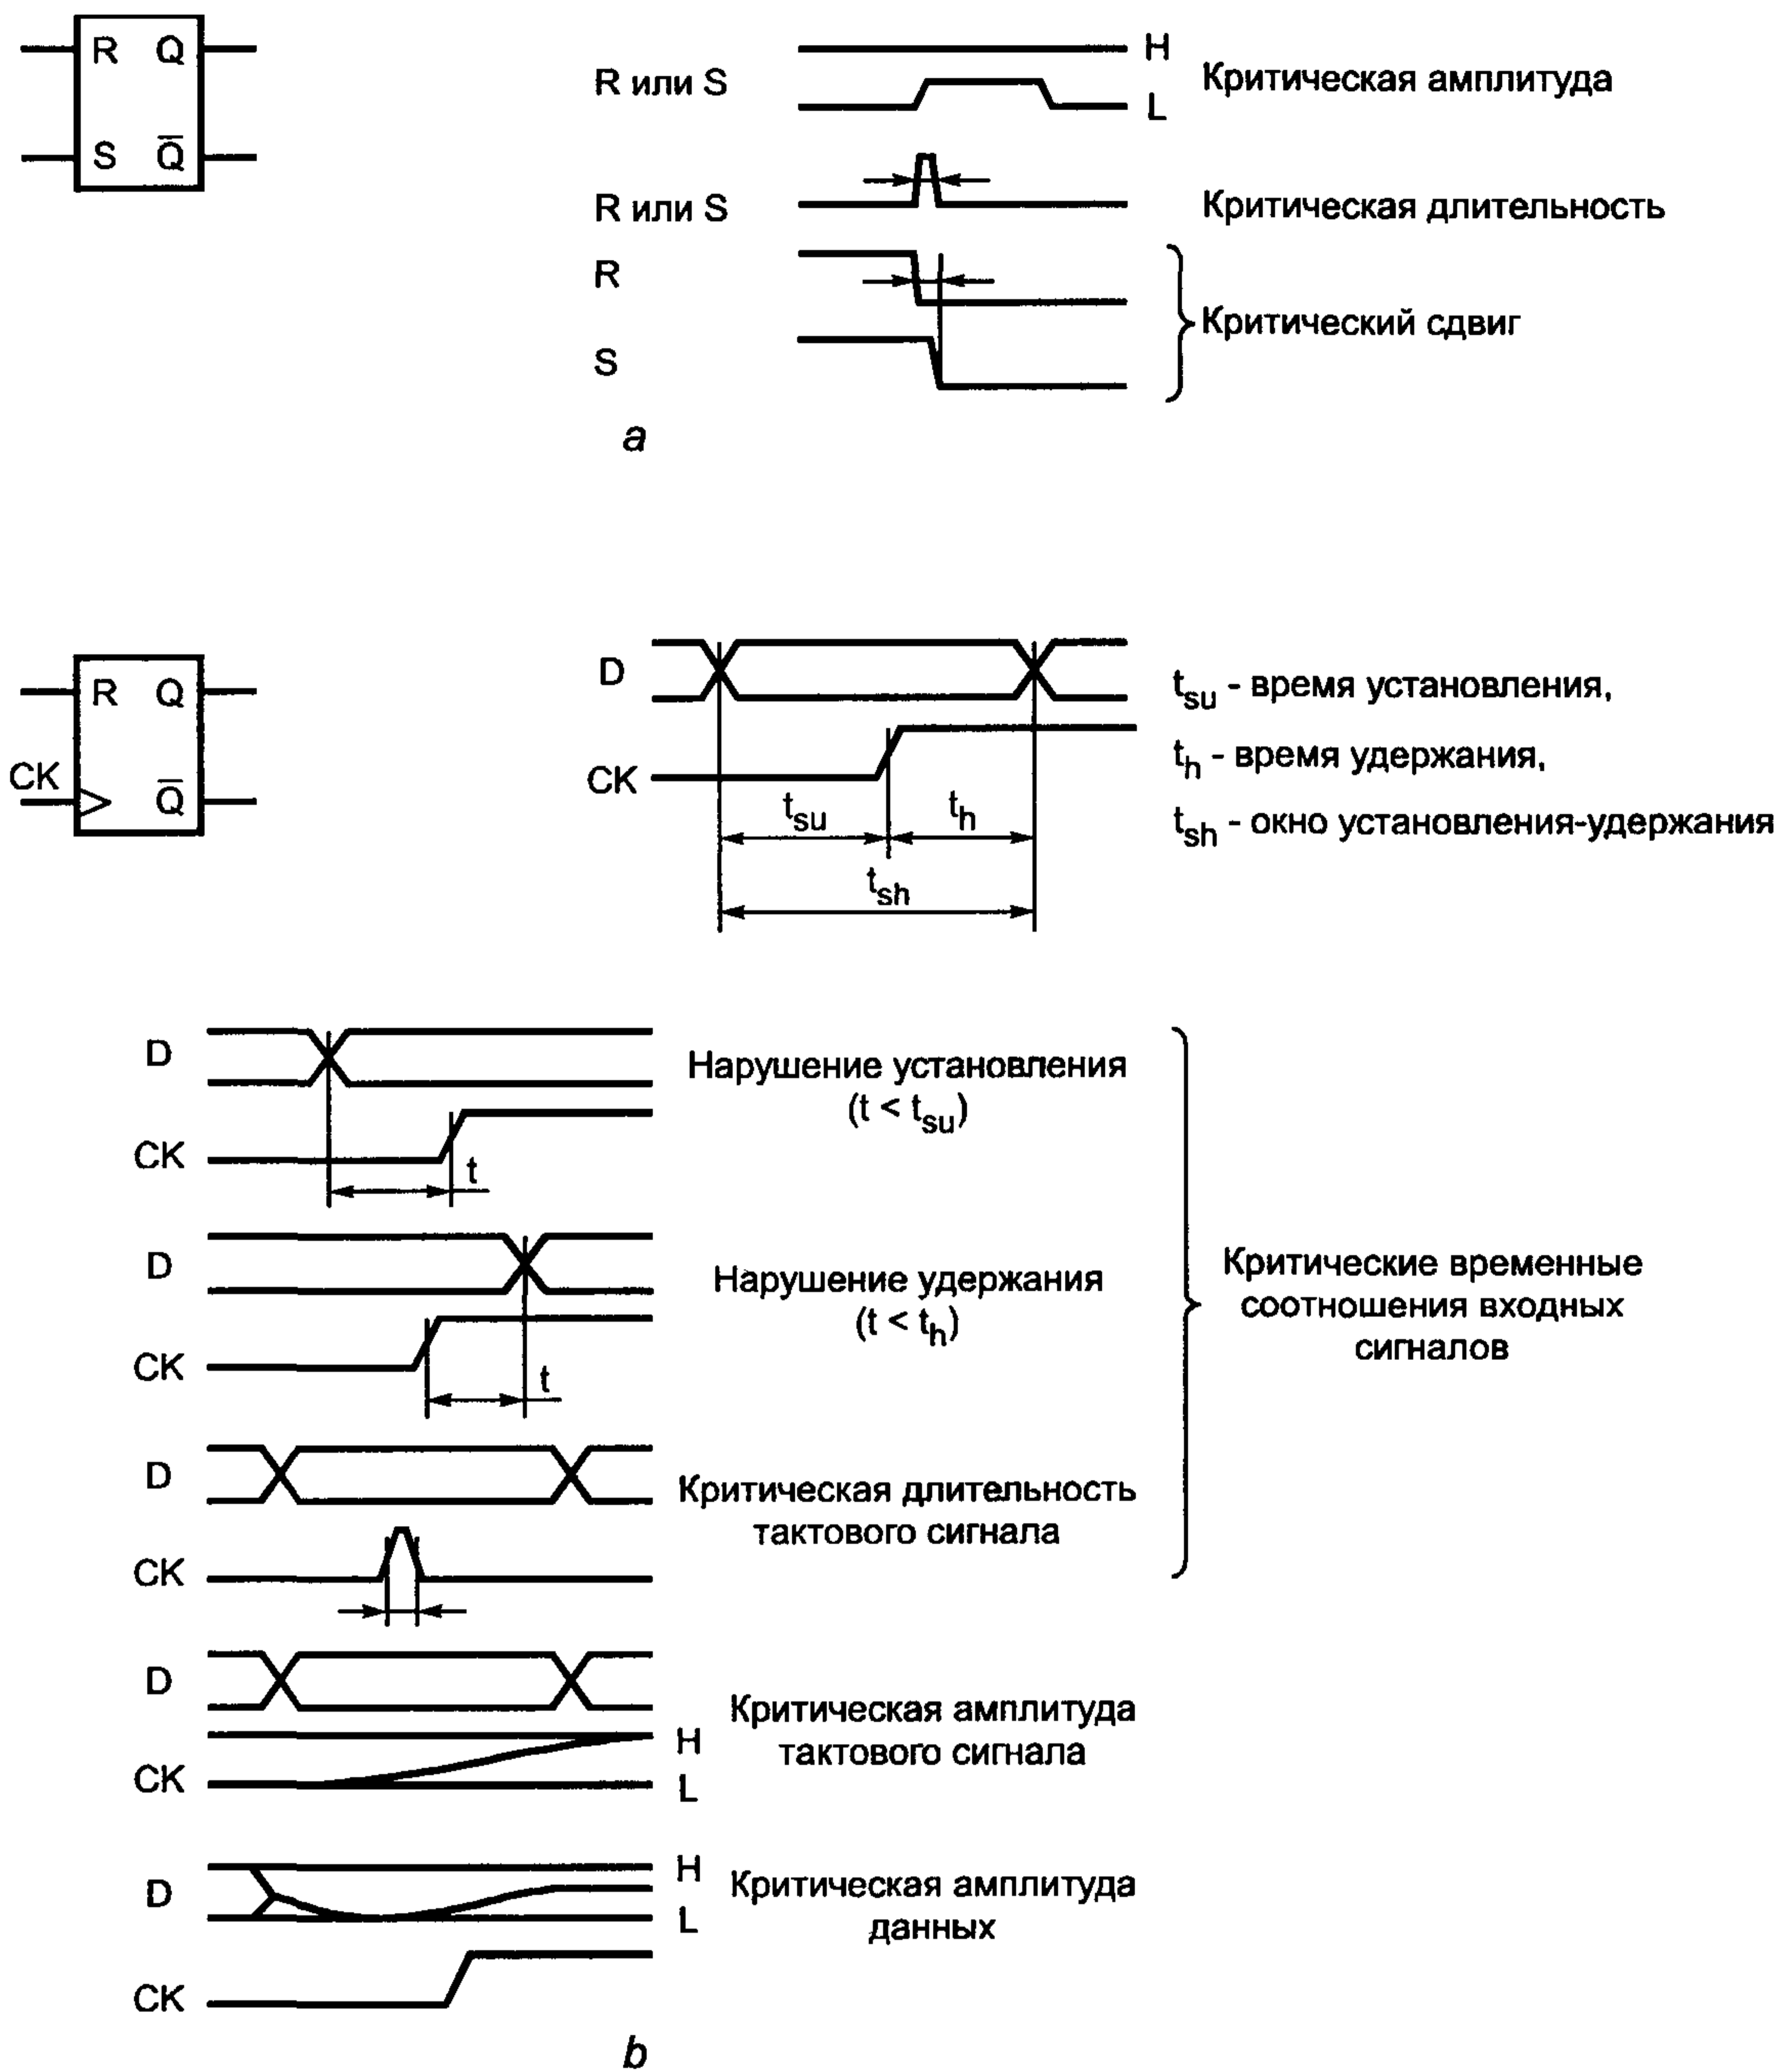 R Q
S Q̅
R или S
H
L
Критическая амплитуда
R или S
Критическая длительность
R
S
Критический сдвиг
a
R Q
CK
Q̅
D
CK
t_su
t_h
t_sh
t_su - время установления,
t_h - время удержания,
t_sh - окно установления-удержания
D
CK
t
Нарушение установления
(t < t_su)
D
CK
t
Нарушение удержания
(t < t_h)
D
CK
Критическая длительность
тактового сигнала
Критические временные
соотношения входных
сигналов
D
CK
H
L
Критическая амплитуда
тактового сигнала
D
H
L
CK
Критическая амплитуда
данных
b